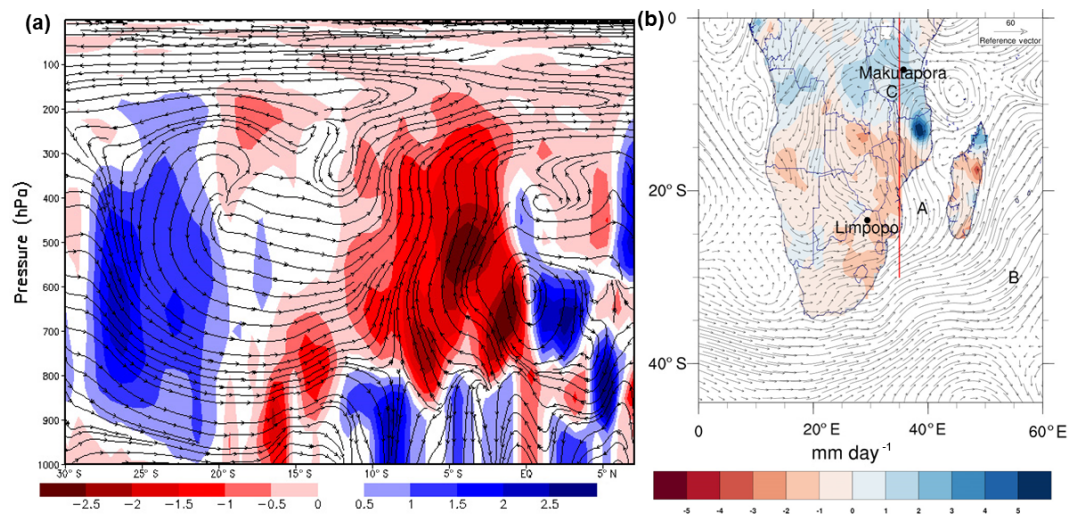 (a)
Pressure (hPa)
100
200
300
400
500
600
700
800
900
1000
30°S 25°S 20°S 15°S 10°S 5°S EQ 5°N
-2.5 -2 -1.5 -1 -0.5 0 0.5 1 1.5 2 2.5
(b)
60
Reference vector
Makutapora
C
A
Limpopo
B
0
20°S
40°S
0 20°E 40°E 60°E
mm day-1
-5 -4 -3 -2 -1 0 1 2 3 4 5